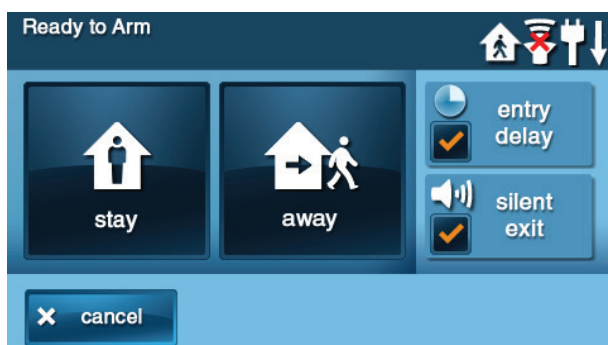 Ready to Arm
stay
away
entry
delay
silent
exit
cancel